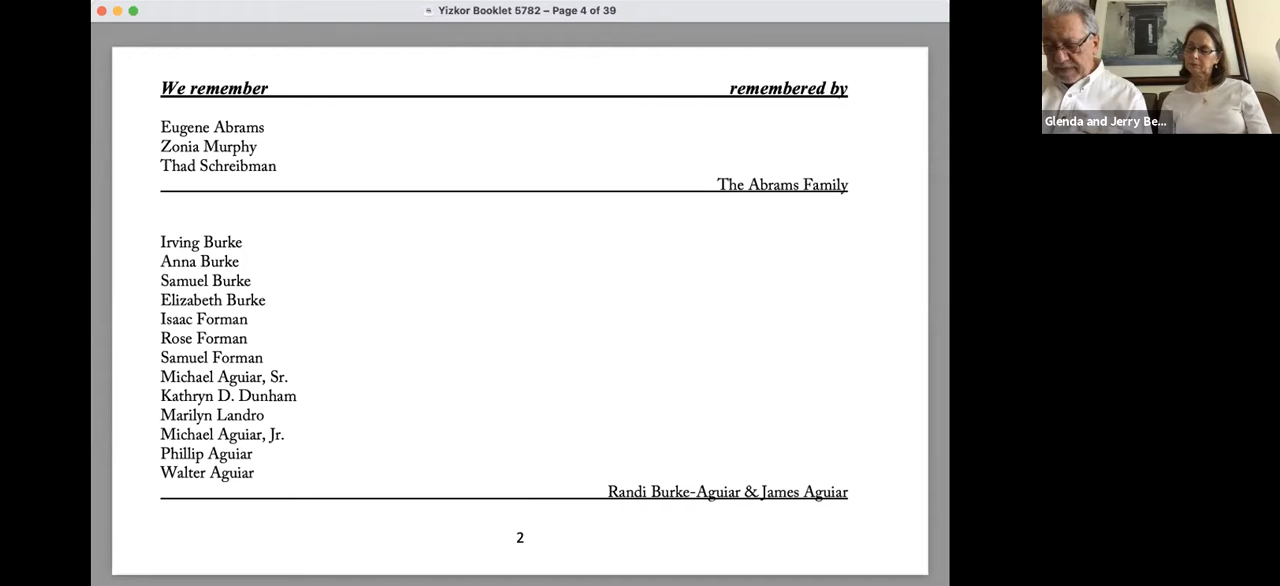 Yizkor Booklet 5782 – Page 4 of 39
We remember remembered by
Eugene Abrams
Zonia Murphy
Thad Schreibman
The Abrams Family
Irving Burke
Anna Burke
Samuel Burke
Elizabeth Burke
Isaac Forman
Rose Forman
Samuel Forman
Michael Aguiar, Sr.
Kathryn D. Dunham
Marilyn Landro
Michael Aguiar, Jr.
Phillip Aguiar
Walter Aguiar
Randi Burke-Aguiar & James Aguiar
2
Glenda and Jerry Be...